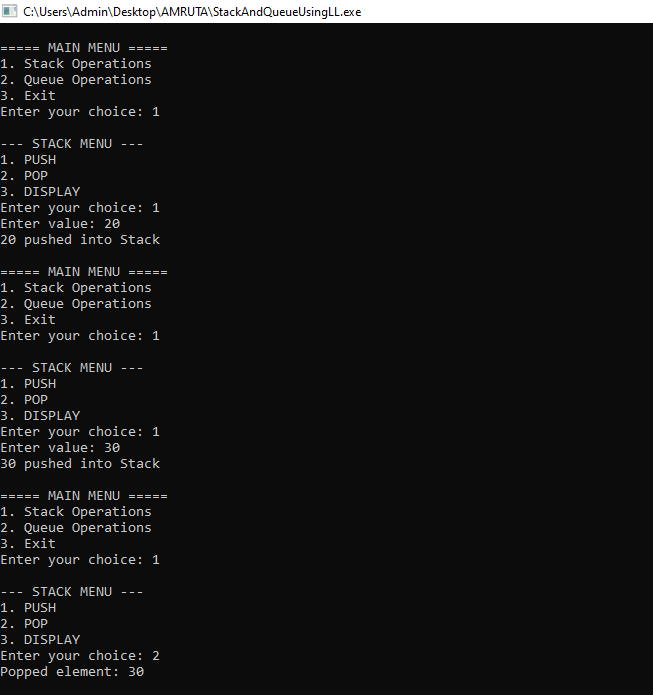 C:\Users\Admin\Desktop\AMRUTA\StackAndQueueUsingLL.exe
===== MAIN MENU =====
1. Stack Operations
2. Queue Operations
3. Exit
Enter your choice: 1
--- STACK MENU ---
1. PUSH
2. POP
3. DISPLAY
Enter your choice: 1
Enter value: 20
20 pushed into Stack
===== MAIN MENU =====
1. Stack Operations
2. Queue Operations
3. Exit
Enter your choice: 1
--- STACK MENU ---
1. PUSH
2. POP
3. DISPLAY
Enter your choice: 1
Enter value: 30
30 pushed into Stack
===== MAIN MENU =====
1. Stack Operations
2. Queue Operations
3. Exit
Enter your choice: 1
--- STACK MENU ---
1. PUSH
2. POP
3. DISPLAY
Enter your choice: 2
Popped element: 30